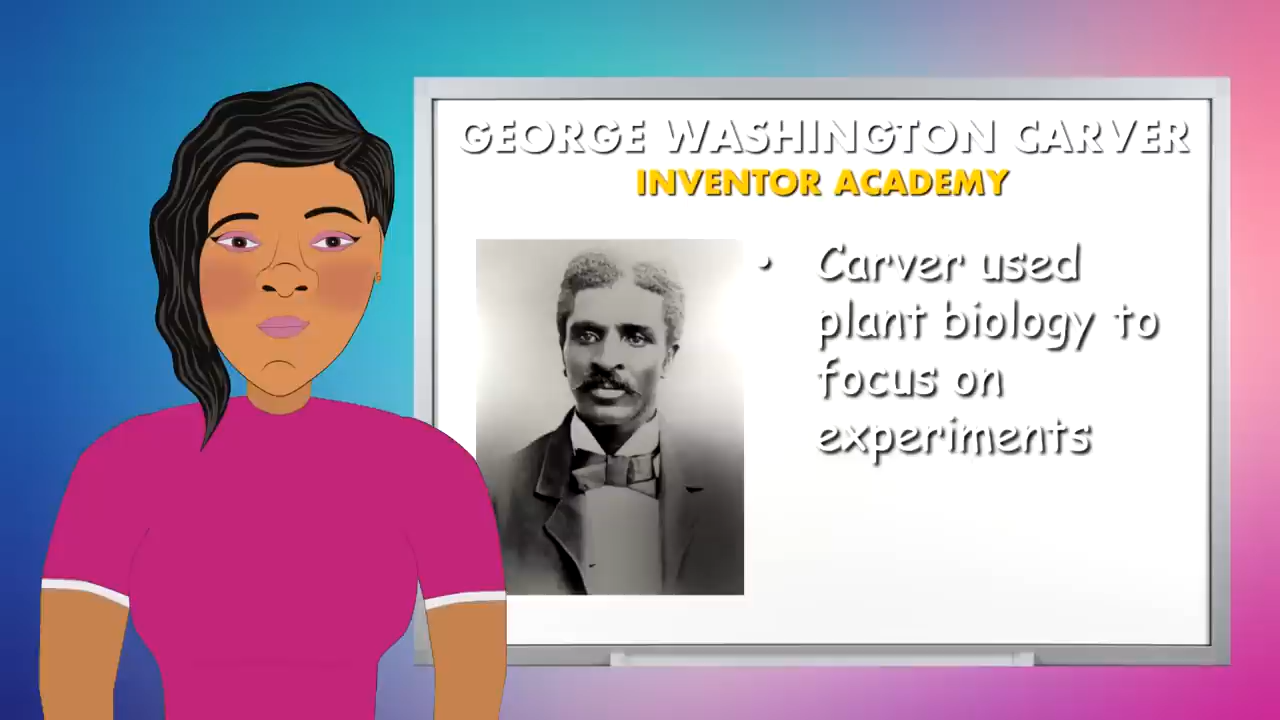 GEORGE WASHINGTON CARVER
INVENTOR ACADEMY
• Carver used
plant biology to
focus on
experiments